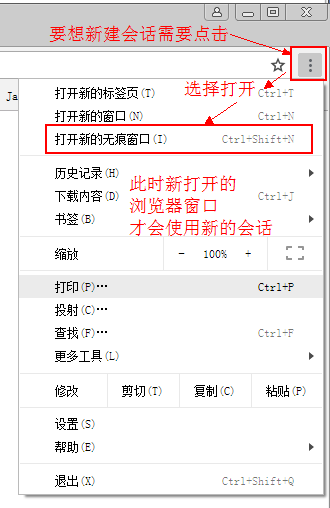 要想新建会话需要点击
Ja
打开新的标签页(T) Ctrl+T
选择打开
打开新的窗口(N) Ctrl+N
打开新的无痕窗口(I) Ctrl+Shift+N
历史记录(H)
下载内容(D) Ctrl+J
书签(B)
此时新打开的
浏览器窗口
才会使用新的会话
缩放 - 100% +
打印(P)… Ctrl+P
投射(C)…
查找(F)… Ctrl+F
更多工具(L)
修改 剪切(T) 复制(C) 粘贴(P)
设置(S)
帮助(E)
退出(X) Ctrl+Shift+Q